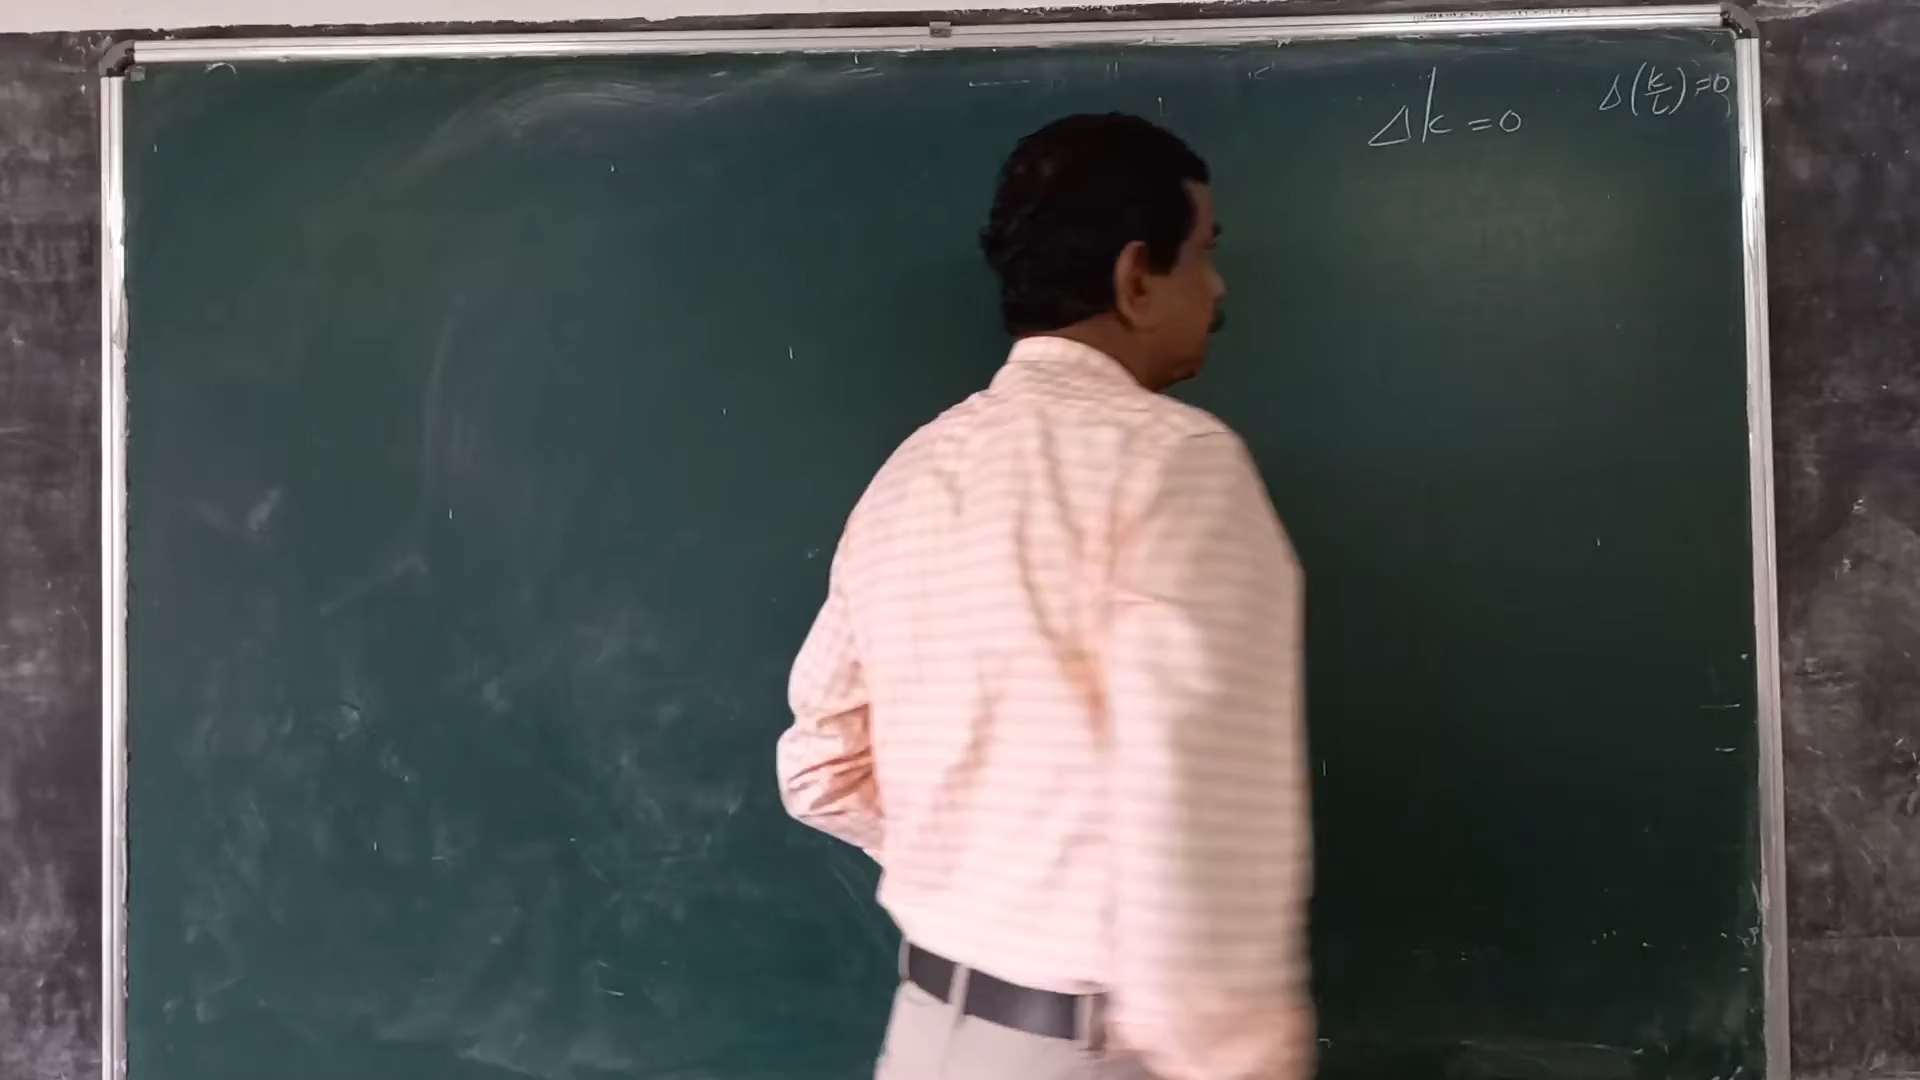 Δk = 0
Δ(k/L) = 0